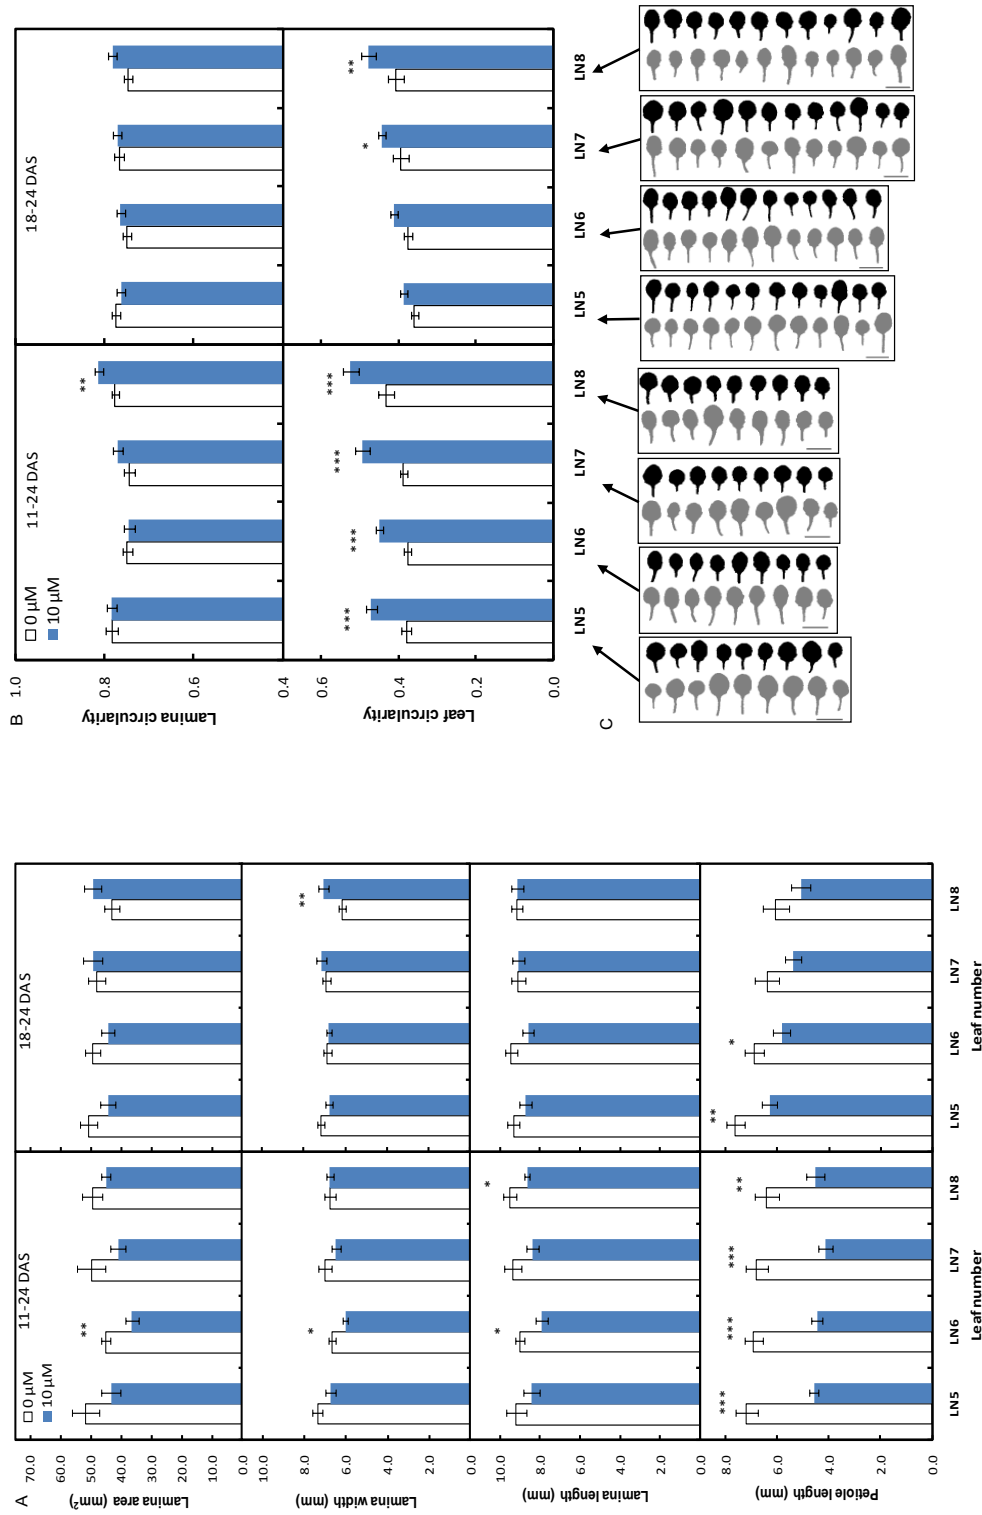 A
11-24 DAS
18-24 DAS
0 µM
10 µM
70.0
60.0
50.0
40.0
30.0
20.0
10.0
0.0
Lamina area (mm²)
**
10.0
8.0
6.0
4.0
2.0
0.0
Lamina width (mm)
*
**
10.0
8.0
6.0
4.0
2.0
0.0
Lamina length (mm)
*
*
8.0
6.0
4.0
2.0
0.0
Petiole length (mm)
***
***
***
**
**
*
LN5
LN6
LN7
LN8
LN5
LN6
LN7
LN8
Leaf number
Leaf number
B
11-24 DAS
18-24 DAS
0 µM
10 µM
1.0
0.8
0.6
0.4
Lamina circularity
**
0.6
0.4
0.2
0.0
Leaf circularity
***
***
***
***
*
**
LN5
LN6
LN7
LN8
LN5
LN6
LN7
LN8
C